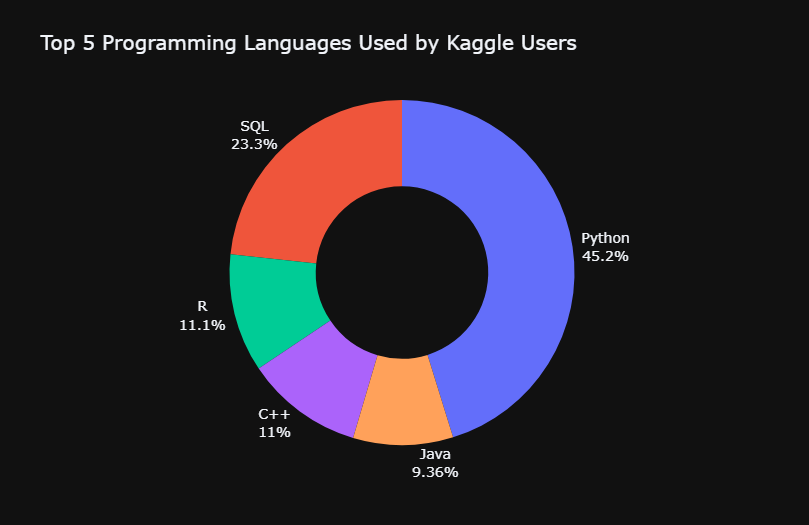 Top 5 Programming Languages Used by Kaggle Users
SQL
23.3%
Python
45.2%
R
11.1%
C++
11%
Java
9.36%